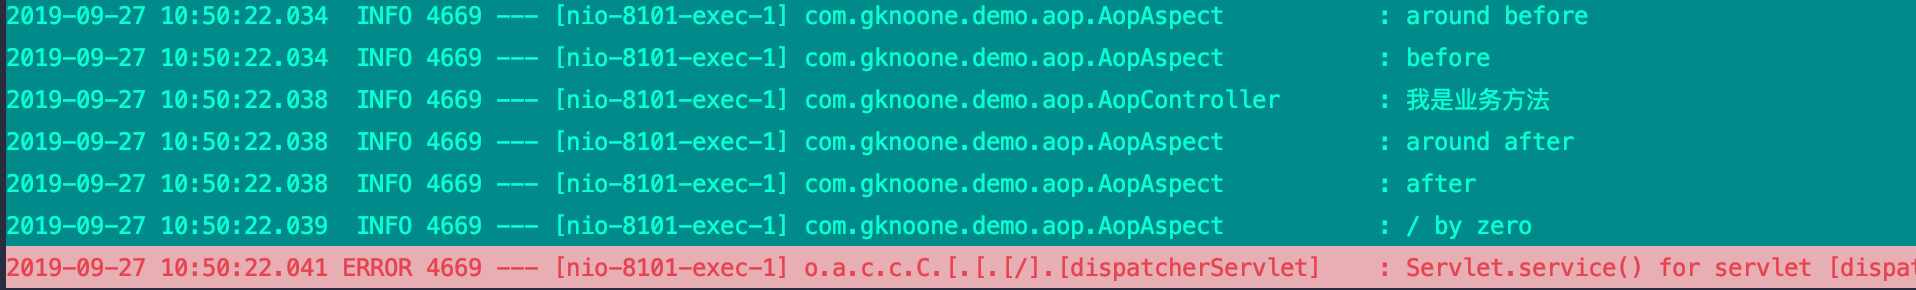 2019-09-27 10:50:22.034  INFO 4669 --- [nio-8101-exec-1] com.gknoone.demo.aop.AopAspect           : around before
2019-09-27 10:50:22.034  INFO 4669 --- [nio-8101-exec-1] com.gknoone.demo.aop.AopAspect           : before
2019-09-27 10:50:22.038  INFO 4669 --- [nio-8101-exec-1] com.gknoone.demo.aop.AopController       : 我是业务方法
2019-09-27 10:50:22.038  INFO 4669 --- [nio-8101-exec-1] com.gknoone.demo.aop.AopAspect           : around after
2019-09-27 10:50:22.038  INFO 4669 --- [nio-8101-exec-1] com.gknoone.demo.aop.AopAspect           : after
2019-09-27 10:50:22.039  INFO 4669 --- [nio-8101-exec-1] com.gknoone.demo.aop.AopAspect           : / by zero
2019-09-27 10:50:22.041 ERROR 4669 --- [nio-8101-exec-1] o.a.c.c.C.[.[.[/].[dispatcherServlet]    : Servlet.service() for servlet [dispat